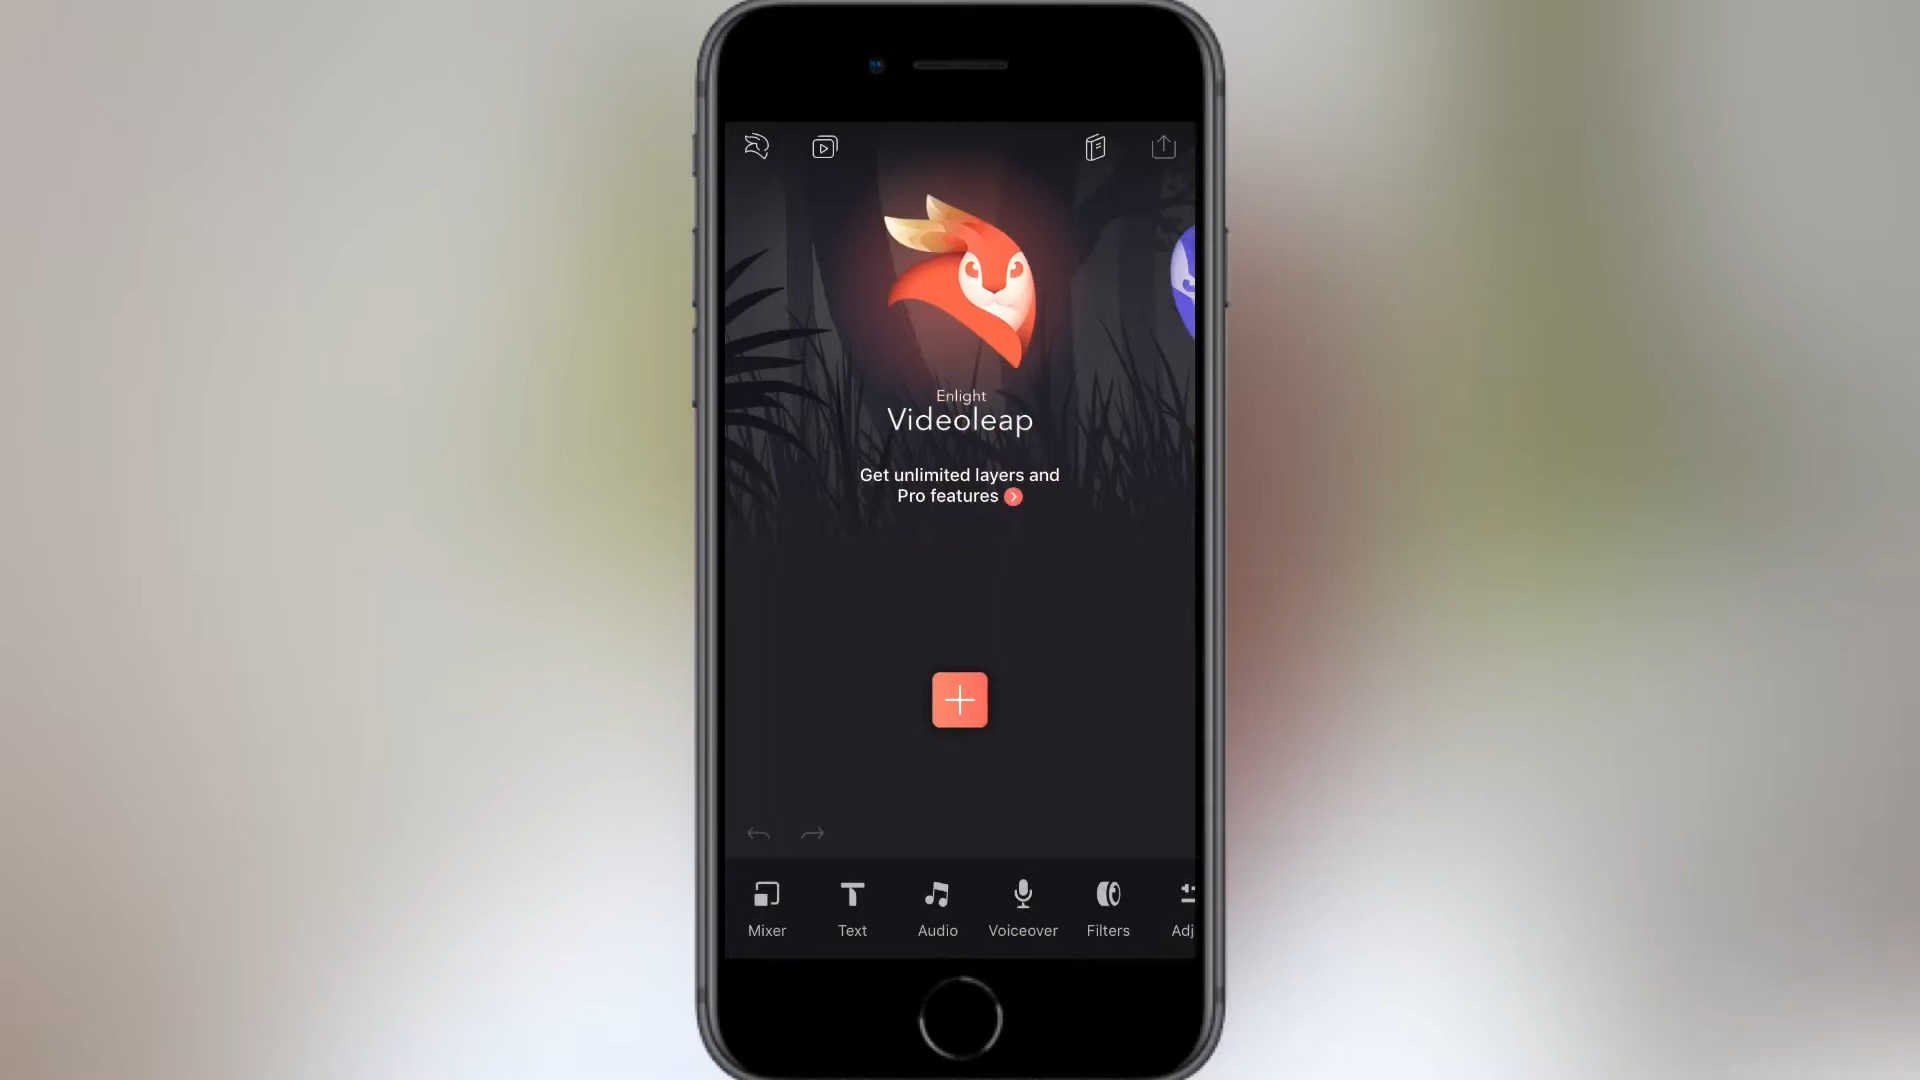 Enlight
Videoleap
Get unlimited layers and
Pro features
Mixer
Text
Audio
Voiceover
Filters
Adj